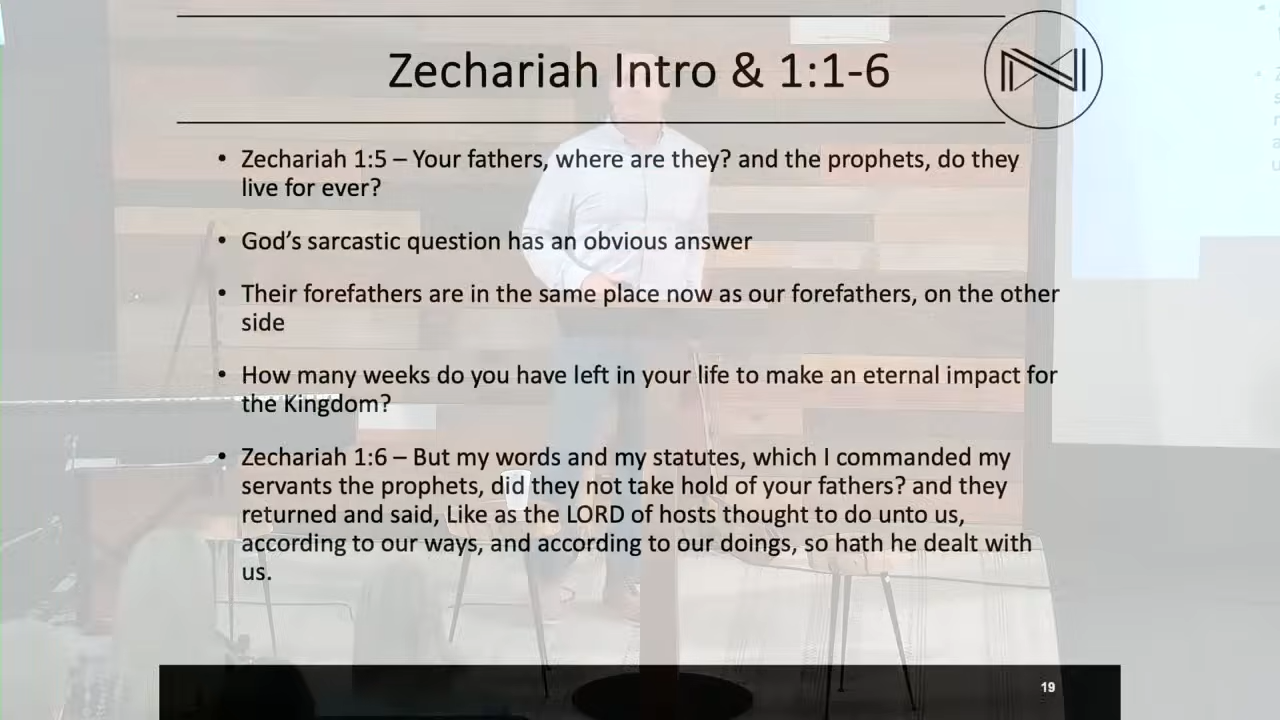 Zechariah Intro & 1:1-6
• Zechariah 1:5 – Your fathers, where are they? and the prophets, do they
live for ever?
• God's sarcastic question has an obvious answer
• Their forefathers are in the same place now as our forefathers, on the other
side
• How many weeks do you have left in your life to make an eternal impact for
the Kingdom?
• Zechariah 1:6 – But my words and my statutes, which I commanded my
servants the prophets, did they not take hold of your fathers? and they
returned and said, Like as the LORD of hosts thought to do unto us,
according to our ways, and according to our doings, so hath he dealt with
us.
19